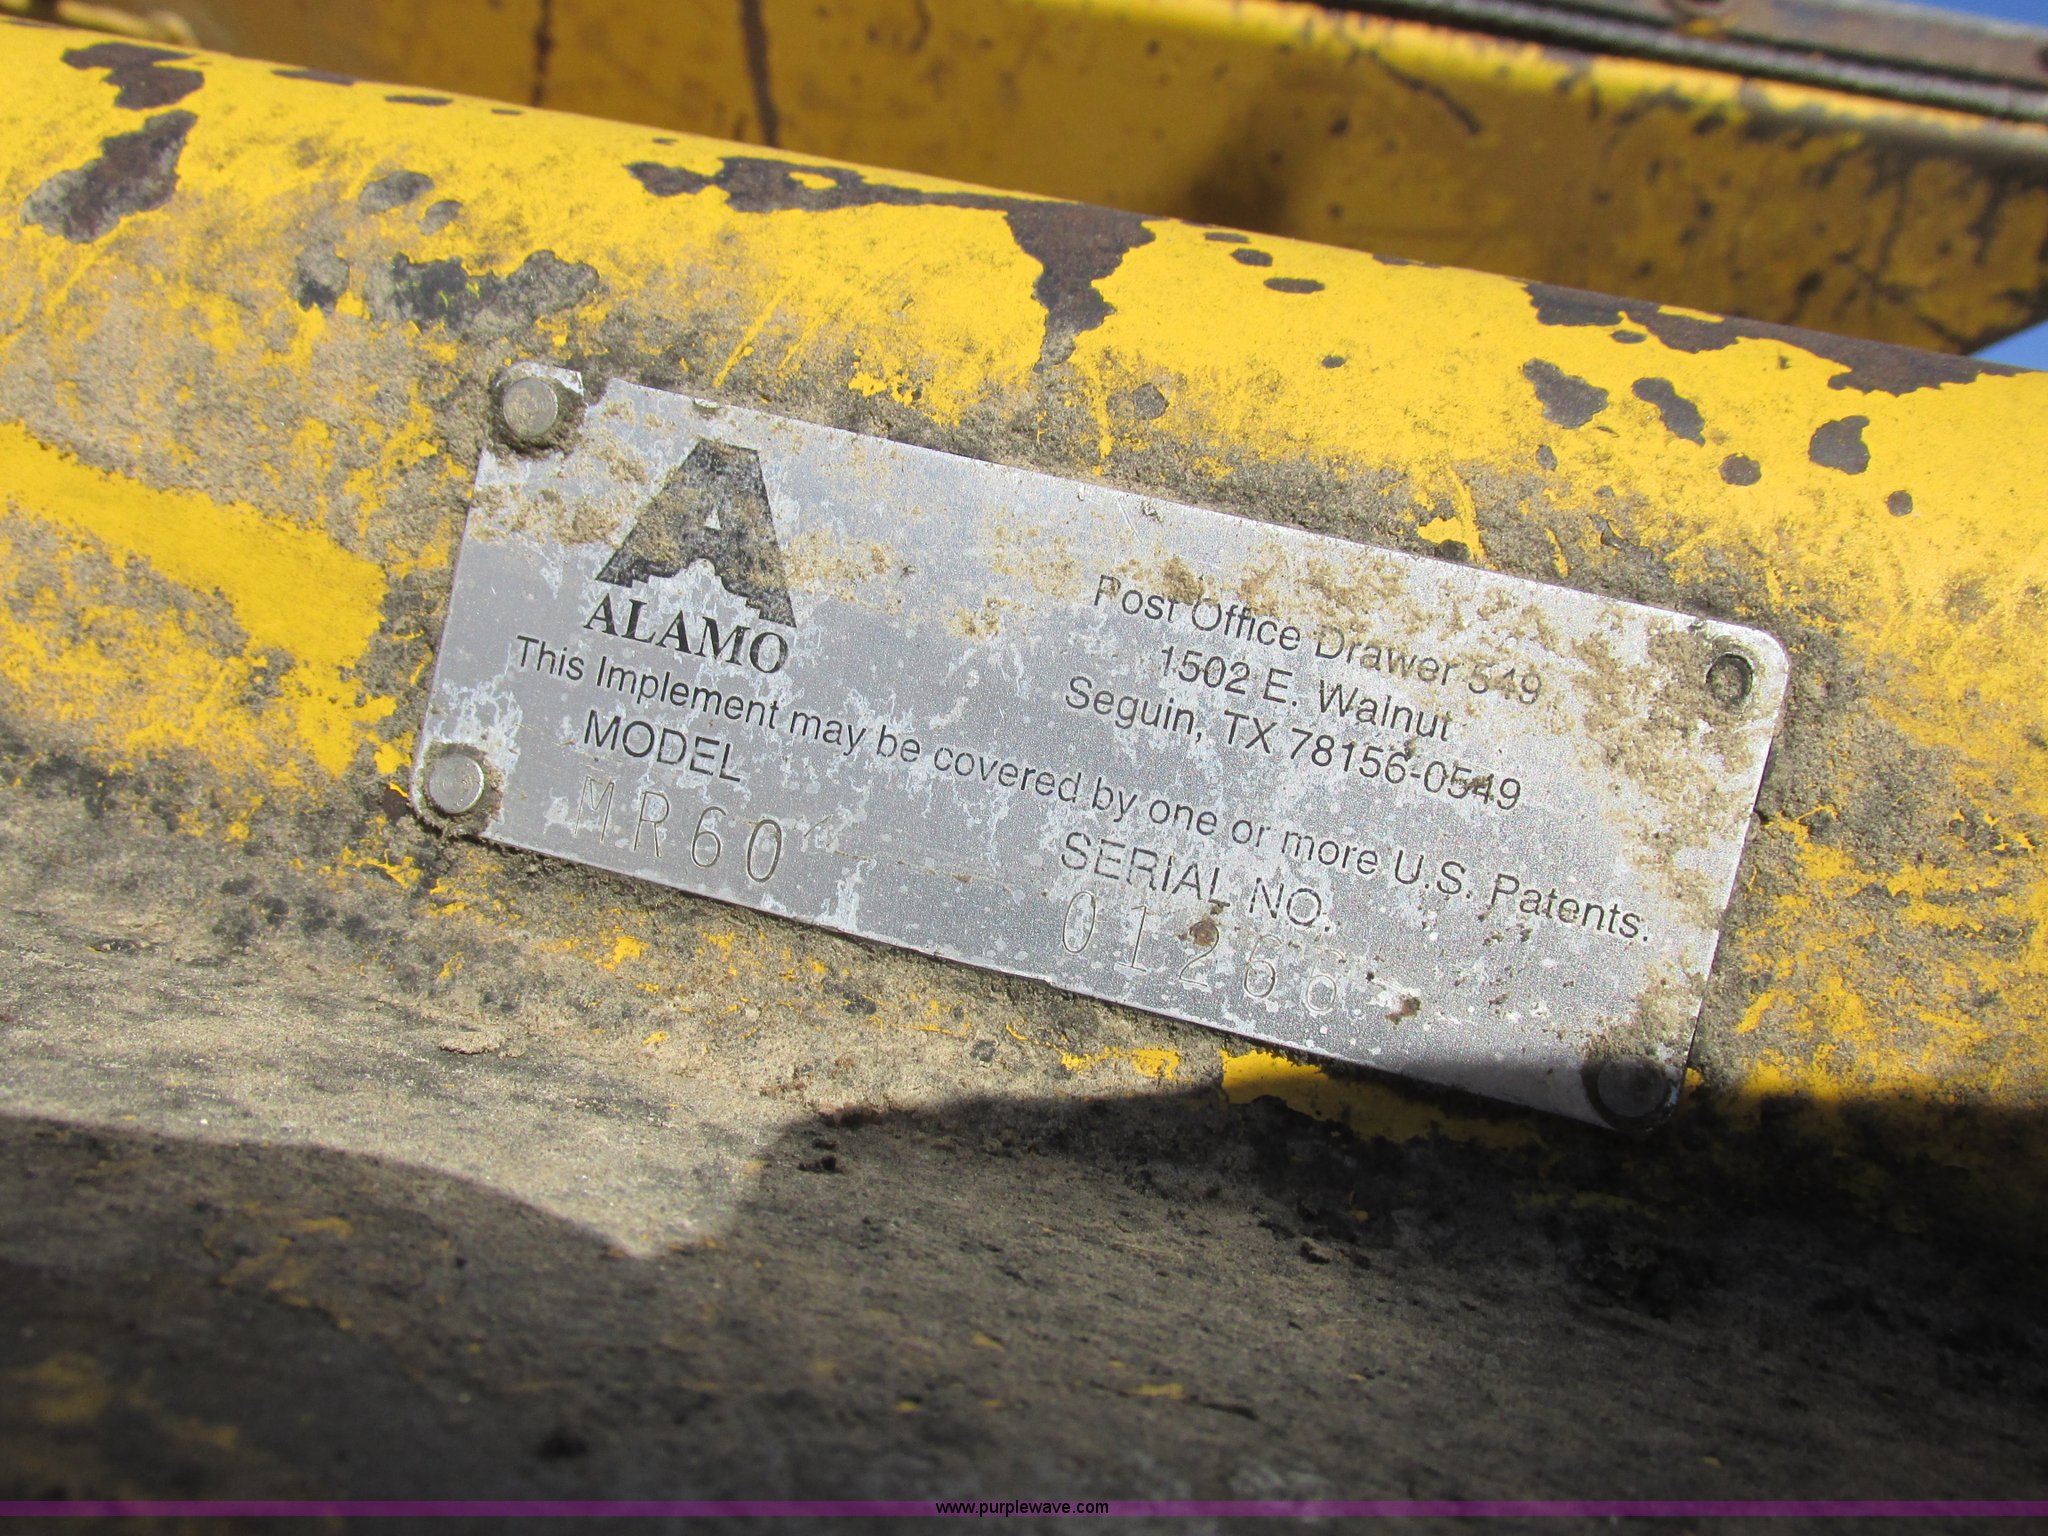 ALAMO
Post Office Drawer 549
1502 E. Walnut
Seguin, TX 78156-0549
This Implement may be covered by one or more U.S. Patents.
MODEL
MR60
SERIAL NO.
01266
www.purplewave.com